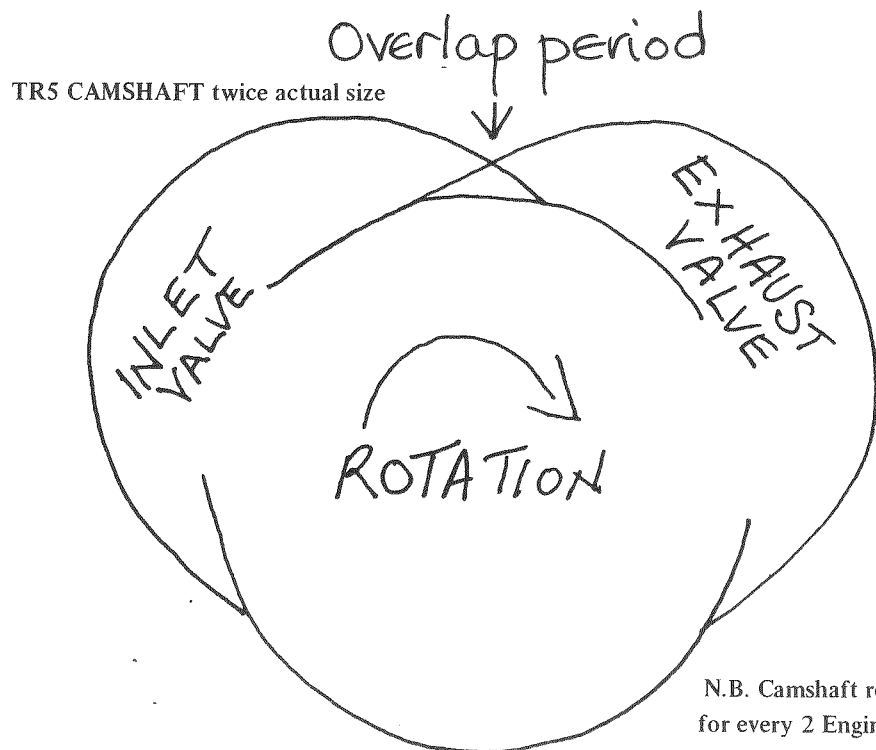 Overlap period
TR5 CAMSHAFT twice actual size
INLET
VALVE
EXHAUST
VALVE
ROTATION
N.B. Camshaft
for every 2